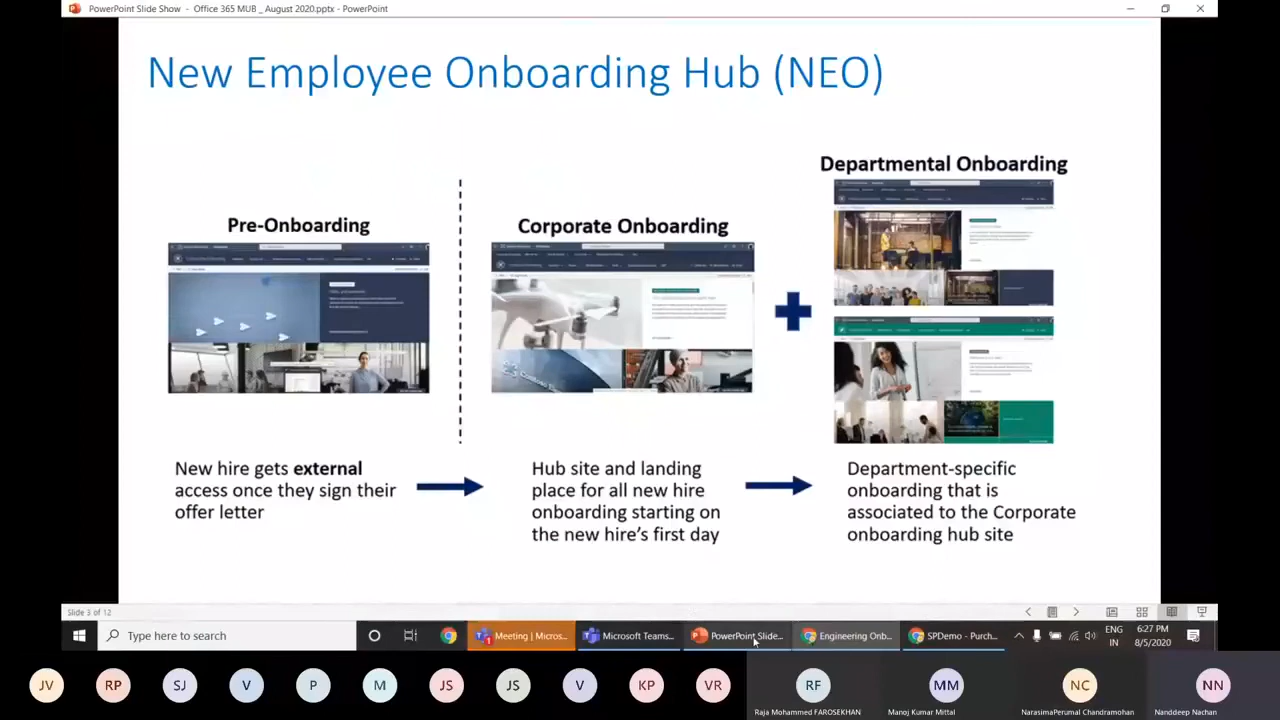 PowerPoint Slide Show - Office 365 MUB _ August 2020.pptx - PowerPoint
New Employee Onboarding Hub (NEO)
Pre-Onboarding
Corporate Onboarding
Departmental Onboarding
New hire gets external
access once they sign their
offer letter
Hub site and landing
place for all new hire
onboarding starting on
the new hire's first day
Department-specific
onboarding that is
associated to the Corporate
onboarding hub site
Slide 3 of 12
Type here to search
Meeting | Micros...
1
Microsoft Teams...
PowerPoint Slide...
Engineering Onb...
SPDemo - Purch...
ENG
IN
6:27 PM
8/5/2020
JV
RP
SJ
V
P
M
JS
JS
V
KP
VR
RF
MM
NC
NN
Raja Mohammed FAROSEKHAN
Manoj Kumar Mittal
NarasimaPerumal Chandramohan
Nanddeep Nachan